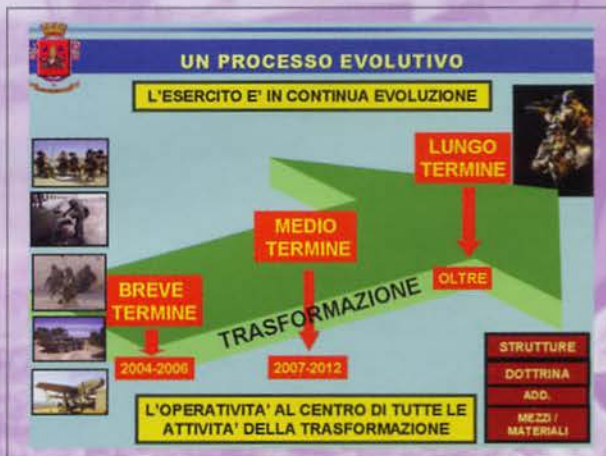 UN PROCESSO EVOLUTIVO
L'ESERCITO E' IN CONTINUA EVOLUZIONE
LUNGO
TERMINE
MEDIO
TERMINE
BREVE
TERMINE
TRASFORMAZIONE
OLTRE
2004-2006
2007-2012
STRUTTURE
DOTTRINA
ADD.
MEZZI /
MATERIALI
L'OPERATIVITA' AL CENTRO DI TUTTE LE
ATTIVITA' DELLA TRASFORMAZIONE